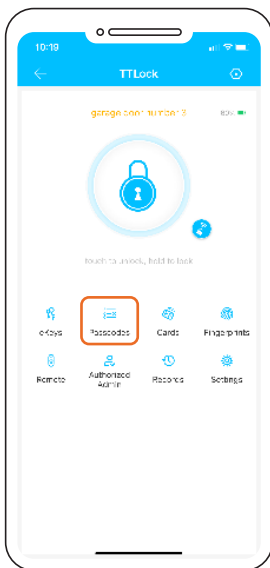 10:19
TTLock
garage door number 3
80%
touch to unlock, hold to lock
eKeys Passcodes Cards Fingerprints
Remote Authorized Admin Records Settings